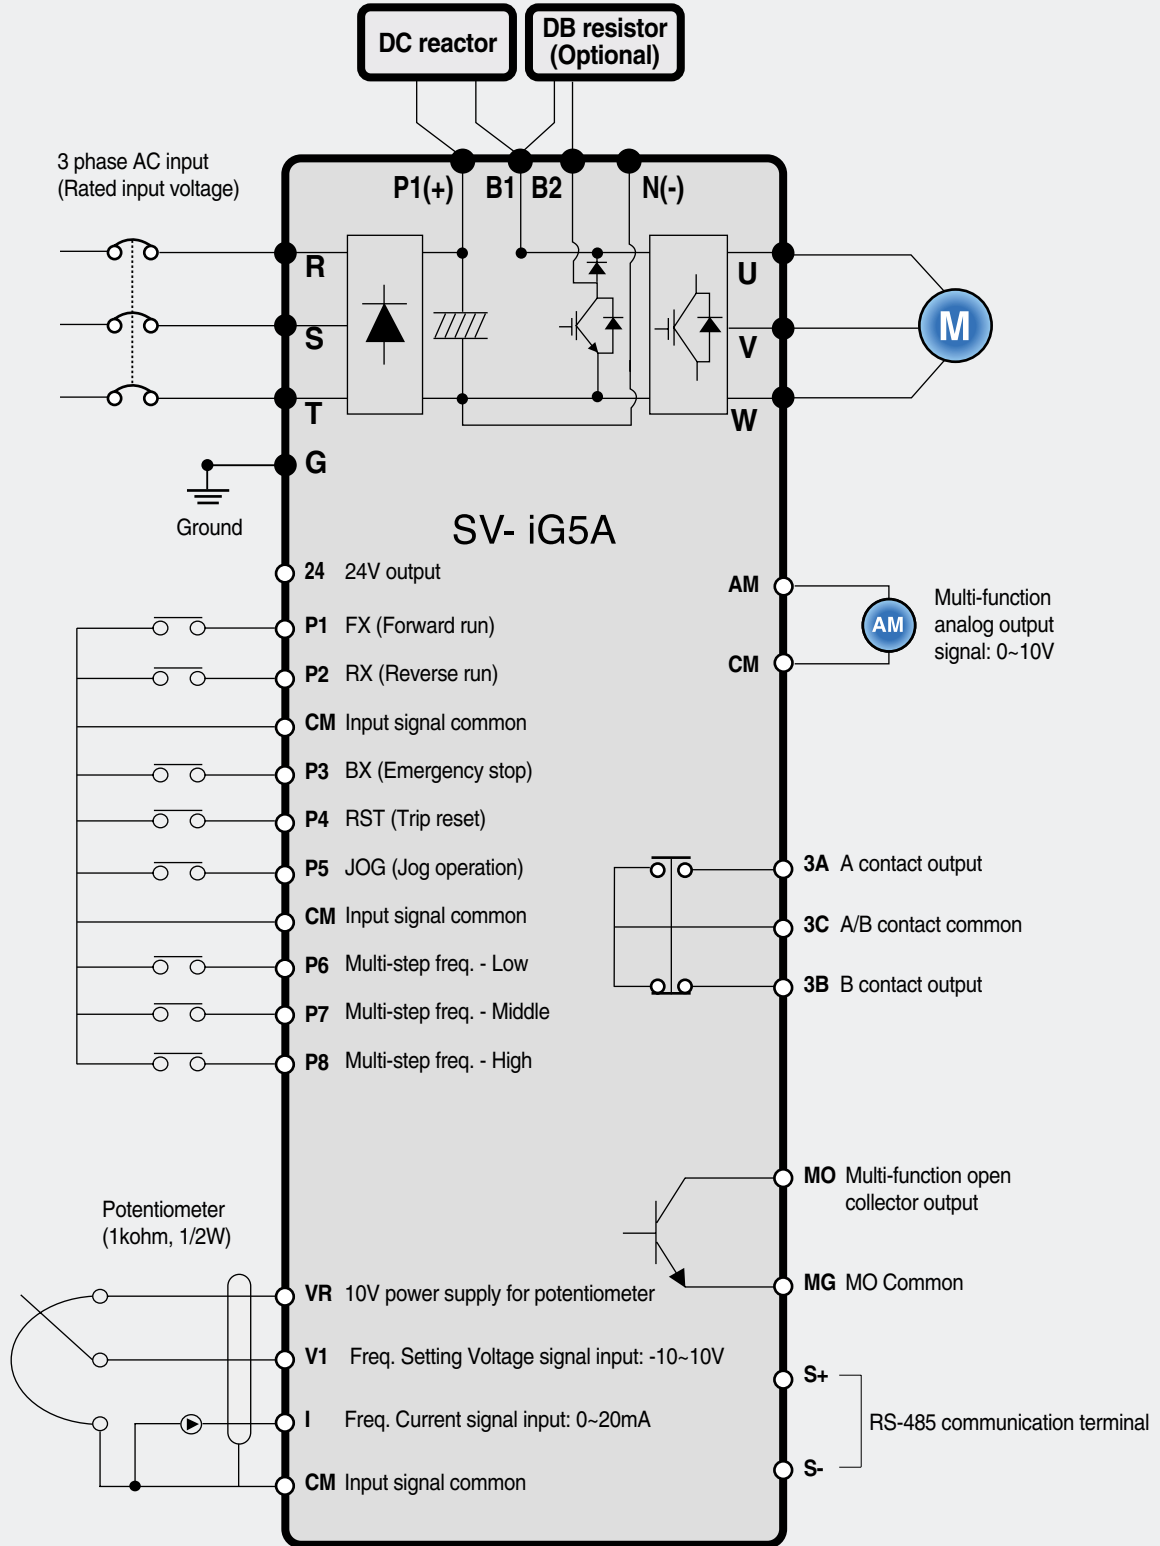 DC reactor
DB resistor
(Optional)
3 phase AC input
(Rated input voltage)
P1(+)
B1
B2
N(-)
R
S
T
G
U
V
W
M
Ground
SV- iG5A
24 24V output
P1 FX (Forward run)
P2 RX (Reverse run)
CM Input signal common
P3 BX (Emergency stop)
P4 RST (Trip reset)
P5 JOG (Jog operation)
CM Input signal common
P6 Multi-step freq. - Low
P7 Multi-step freq. - Middle
P8 Multi-step freq. - High
AM
CM
AM
Multi-function
analog output
signal: 0~10V
3A A contact output
3C A/B contact common
3B B contact output
MO Multi-function open
collector output
MG MO Common
S+
S-
RS-485 communication terminal
Potentiometer
(1kohm, 1/2W)
VR 10V power supply for potentiometer
V1 Freq. Setting Voltage signal input: -10~10V
I Freq. Current signal input: 0~20mA
CM Input signal common